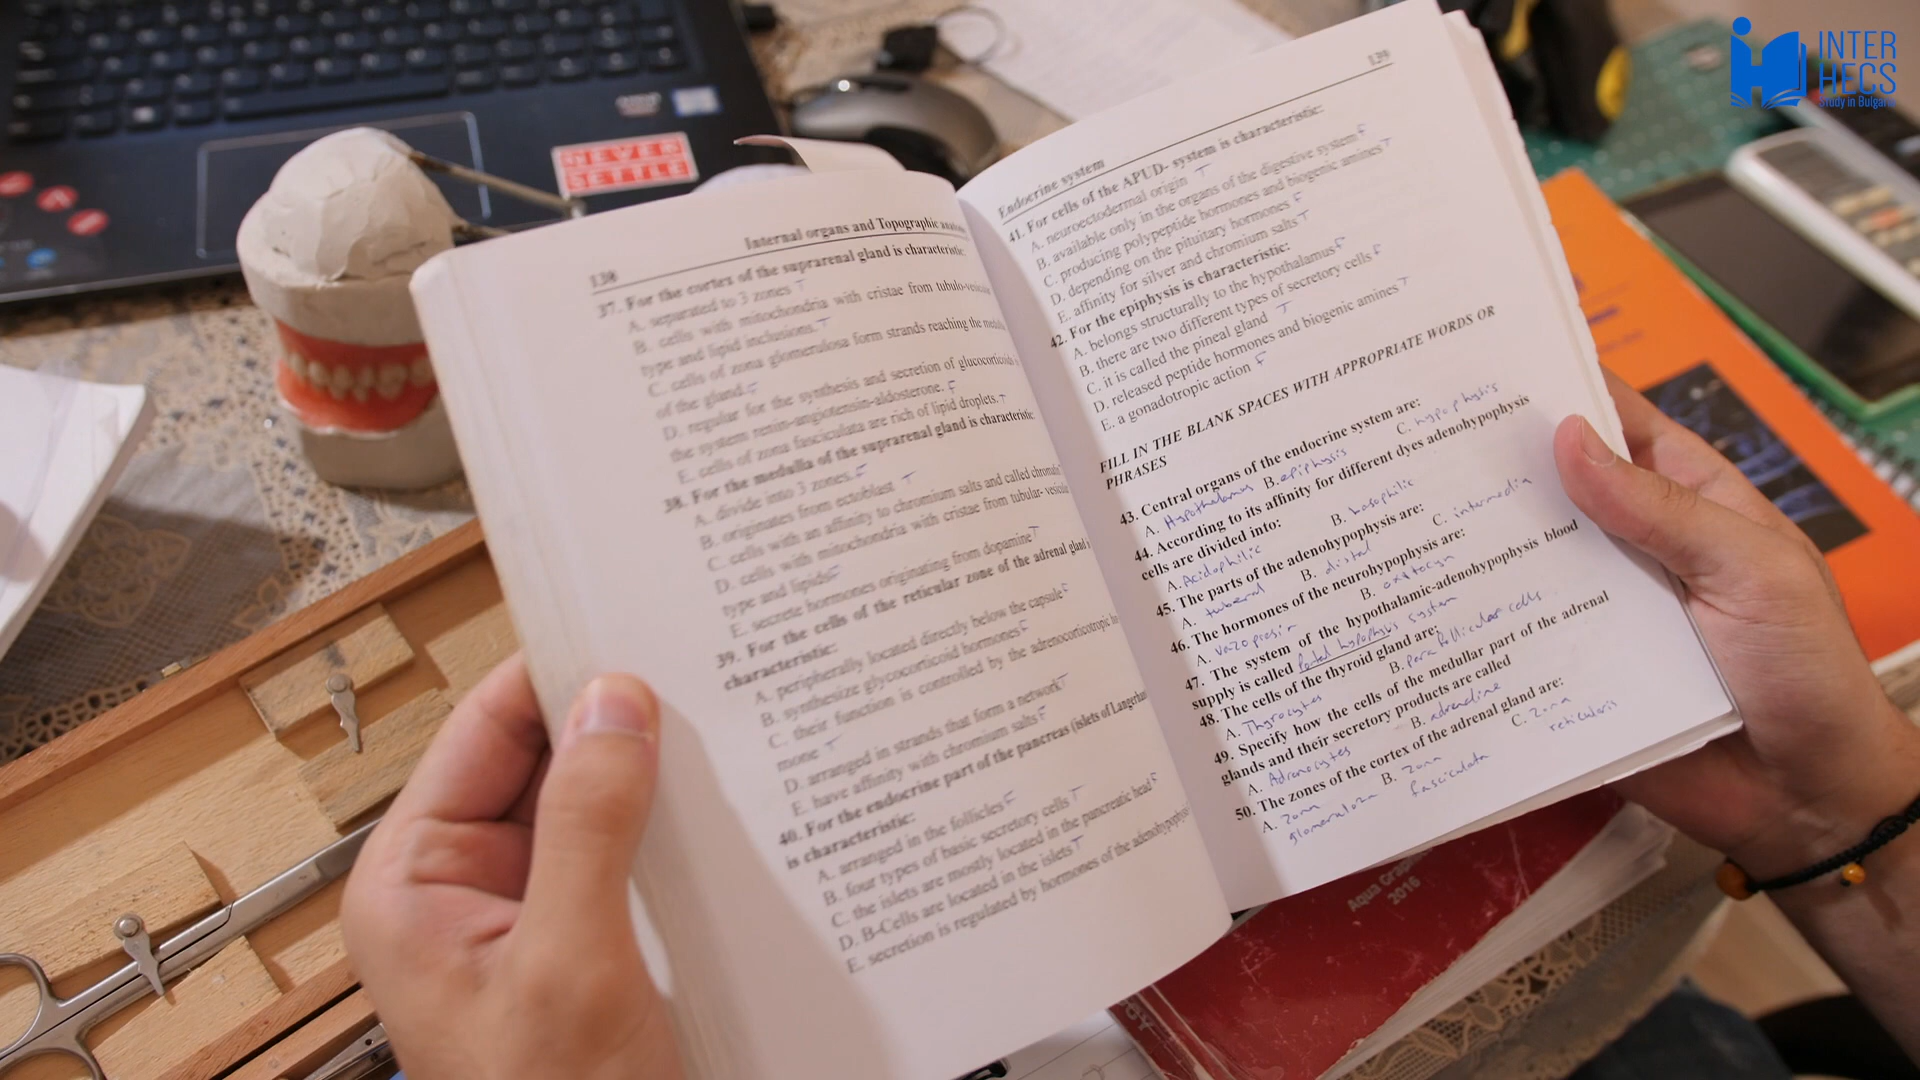 INTER
HECS
Study in Bulgaria
NEVER
SETTLE
138
Internal organs and Topographic
37. For the cortex of the suprarenal gland is characteristic:
A. separated to 3 zones T
B. cells with mitochondria with cristae from
type and lipid inclusions. T
C. cells of zona glomerulosa form strands reaching the
of the gland. F
D. regular for the synthesis and secretion of glucocorticoids
the system renin-angiotensin-aldosterone. F
E. cells of zona fasciculata are rich of lipid droplets. T
38. For the medulla of the suprarenal gland is characteristic
A. divide into 3 zones. F
B. originates from ectoblast T
C. cells with an affinity to chromium salts and called
D. cells with mitochondria with cristae from tubular-
type and lipids F
E. secrete hormones originating from dopamine T
39. For the cells of the reticular zone of the adrenal gland
characteristic:
A. peripherally located directly below the capsule F
B. synthesize glycocorticoid hormones F
C. their function is controlled by the adrenocorticotropic
mone T
D. arranged in strands that form a network T
E. have affinity with chromium salts F
40. For the endocrine part of the pancreas (islets of
is characteristic:
A. arranged in the follicles F
B. four types of basic secretory cells T
C. the islets are mostly located in the pancreatic head F
D. B-Cells are located in the islets T
E. secretion is regulated by hormones of the
Endocrine system
139
41. For cells of the APUD- system is characteristic:
A. neuroectodermal origin T
B. available only in the organs of the digestive system F
C. producing polypeptide hormones and biogenic amines T
D. depending on the pituitary hormones F
E. affinity for silver and chromium salts T
42. For the epiphysis is characteristic:
A. belongs structurally to the hypothalamus F
B. there are two different types of secretory cells F
C. it is called the pineal gland T
D. released peptide hormones and biogenic amines T
E. a gonadotropic action F
FILL IN THE BLANK SPACES WITH APPROPRIATE WORDS OR
PHRASES
43. Central organs of the endocrine system are:
A. Hypothalamus B. epiphysis C. hypophysis
44. According to its affinity for different dyes adenohypophysis
cells are divided into:
A. Acidophilic B. basophilic
45. The parts of the adenohypophysis are:
A. tuberal B. distal C. intermedia
46. The hormones of the neurohypophysis are:
A. vazopresin B. oxitocyn
47. The system of the hypothalamic-adenohypophysis blood
supply is called Portal hypophysis system
48. The cells of the thyroid gland are:
A. Thyrocytes B. parafollicular cells
49. Specify how the cells of the medullar part of the adrenal
glands and their secretory products are called
A. Adrenocytes B. adrenaline
50. The zones of the cortex of the adrenal gland are:
A. zona glomerulosa B. zona fasciculata C. zona reticularis
Aqua Grap
2016